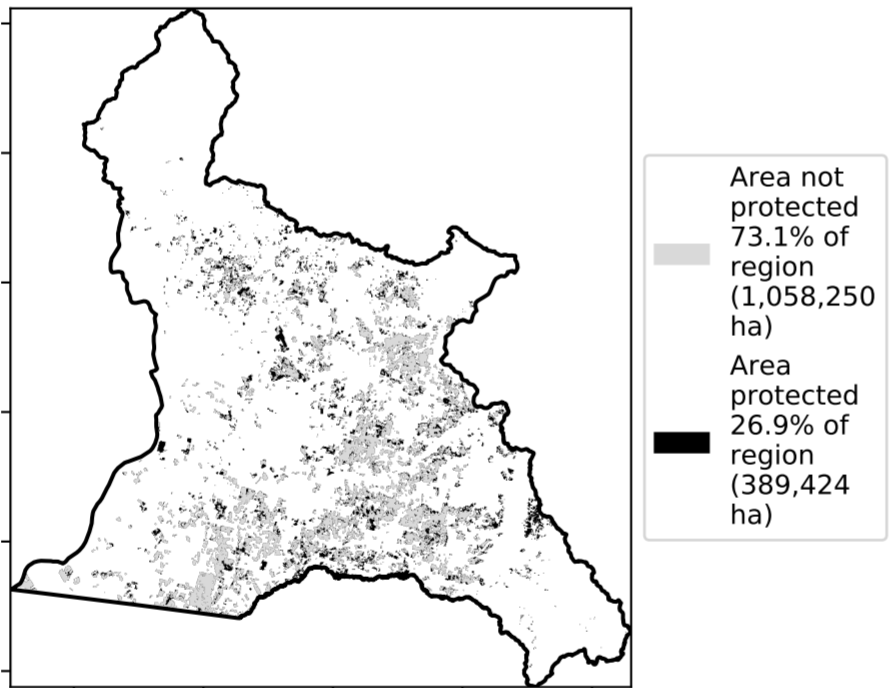 Area not
protected
73.1% of
region
(1,058,250
ha)
Area
protected
26.9% of
region
(389,424
ha)